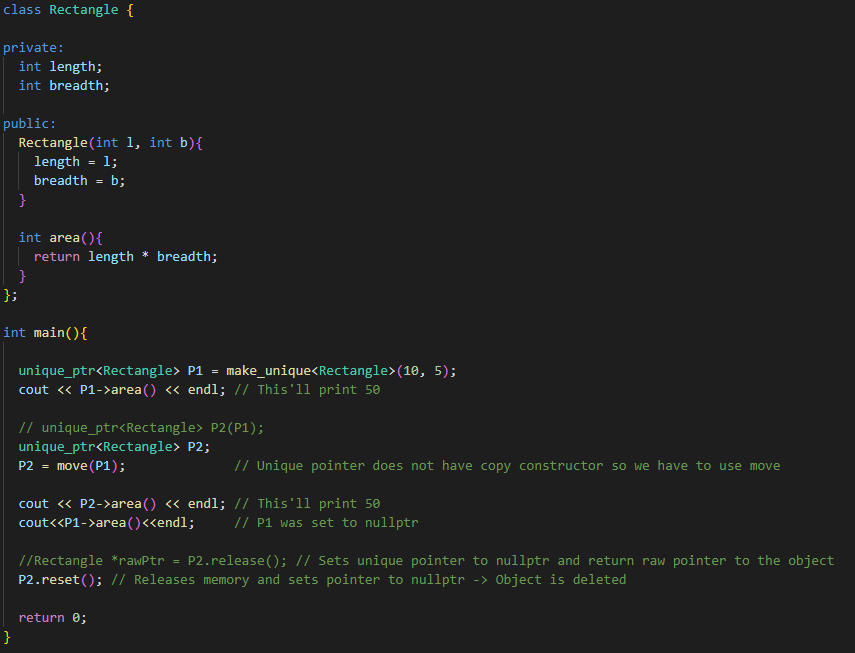 class Rectangle {
private:
int length;
int breadth;
public:
Rectangle(int l, int b){
length = l;
breadth = b;
}
int area(){
return length * breadth;
}
};
int main(){
unique_ptr<Rectangle> P1 = make_unique<Rectangle>(10, 5);
cout << P1->area() << endl; // This'll print 50
// unique_ptr<Rectangle> P2(P1);
unique_ptr<Rectangle> P2;
P2 = move(P1); // Unique pointer does not have copy constructor so we have to use move
cout << P2->area() << endl; // This'll print 50
cout<<P1->area()<<endl; // P1 was set to nullptr
//Rectangle *rawPtr = P2.release(); // Sets unique pointer to nullptr and return raw pointer to the object
P2.reset(); // Releases memory and sets pointer to nullptr -> Object is deleted
return 0;
}